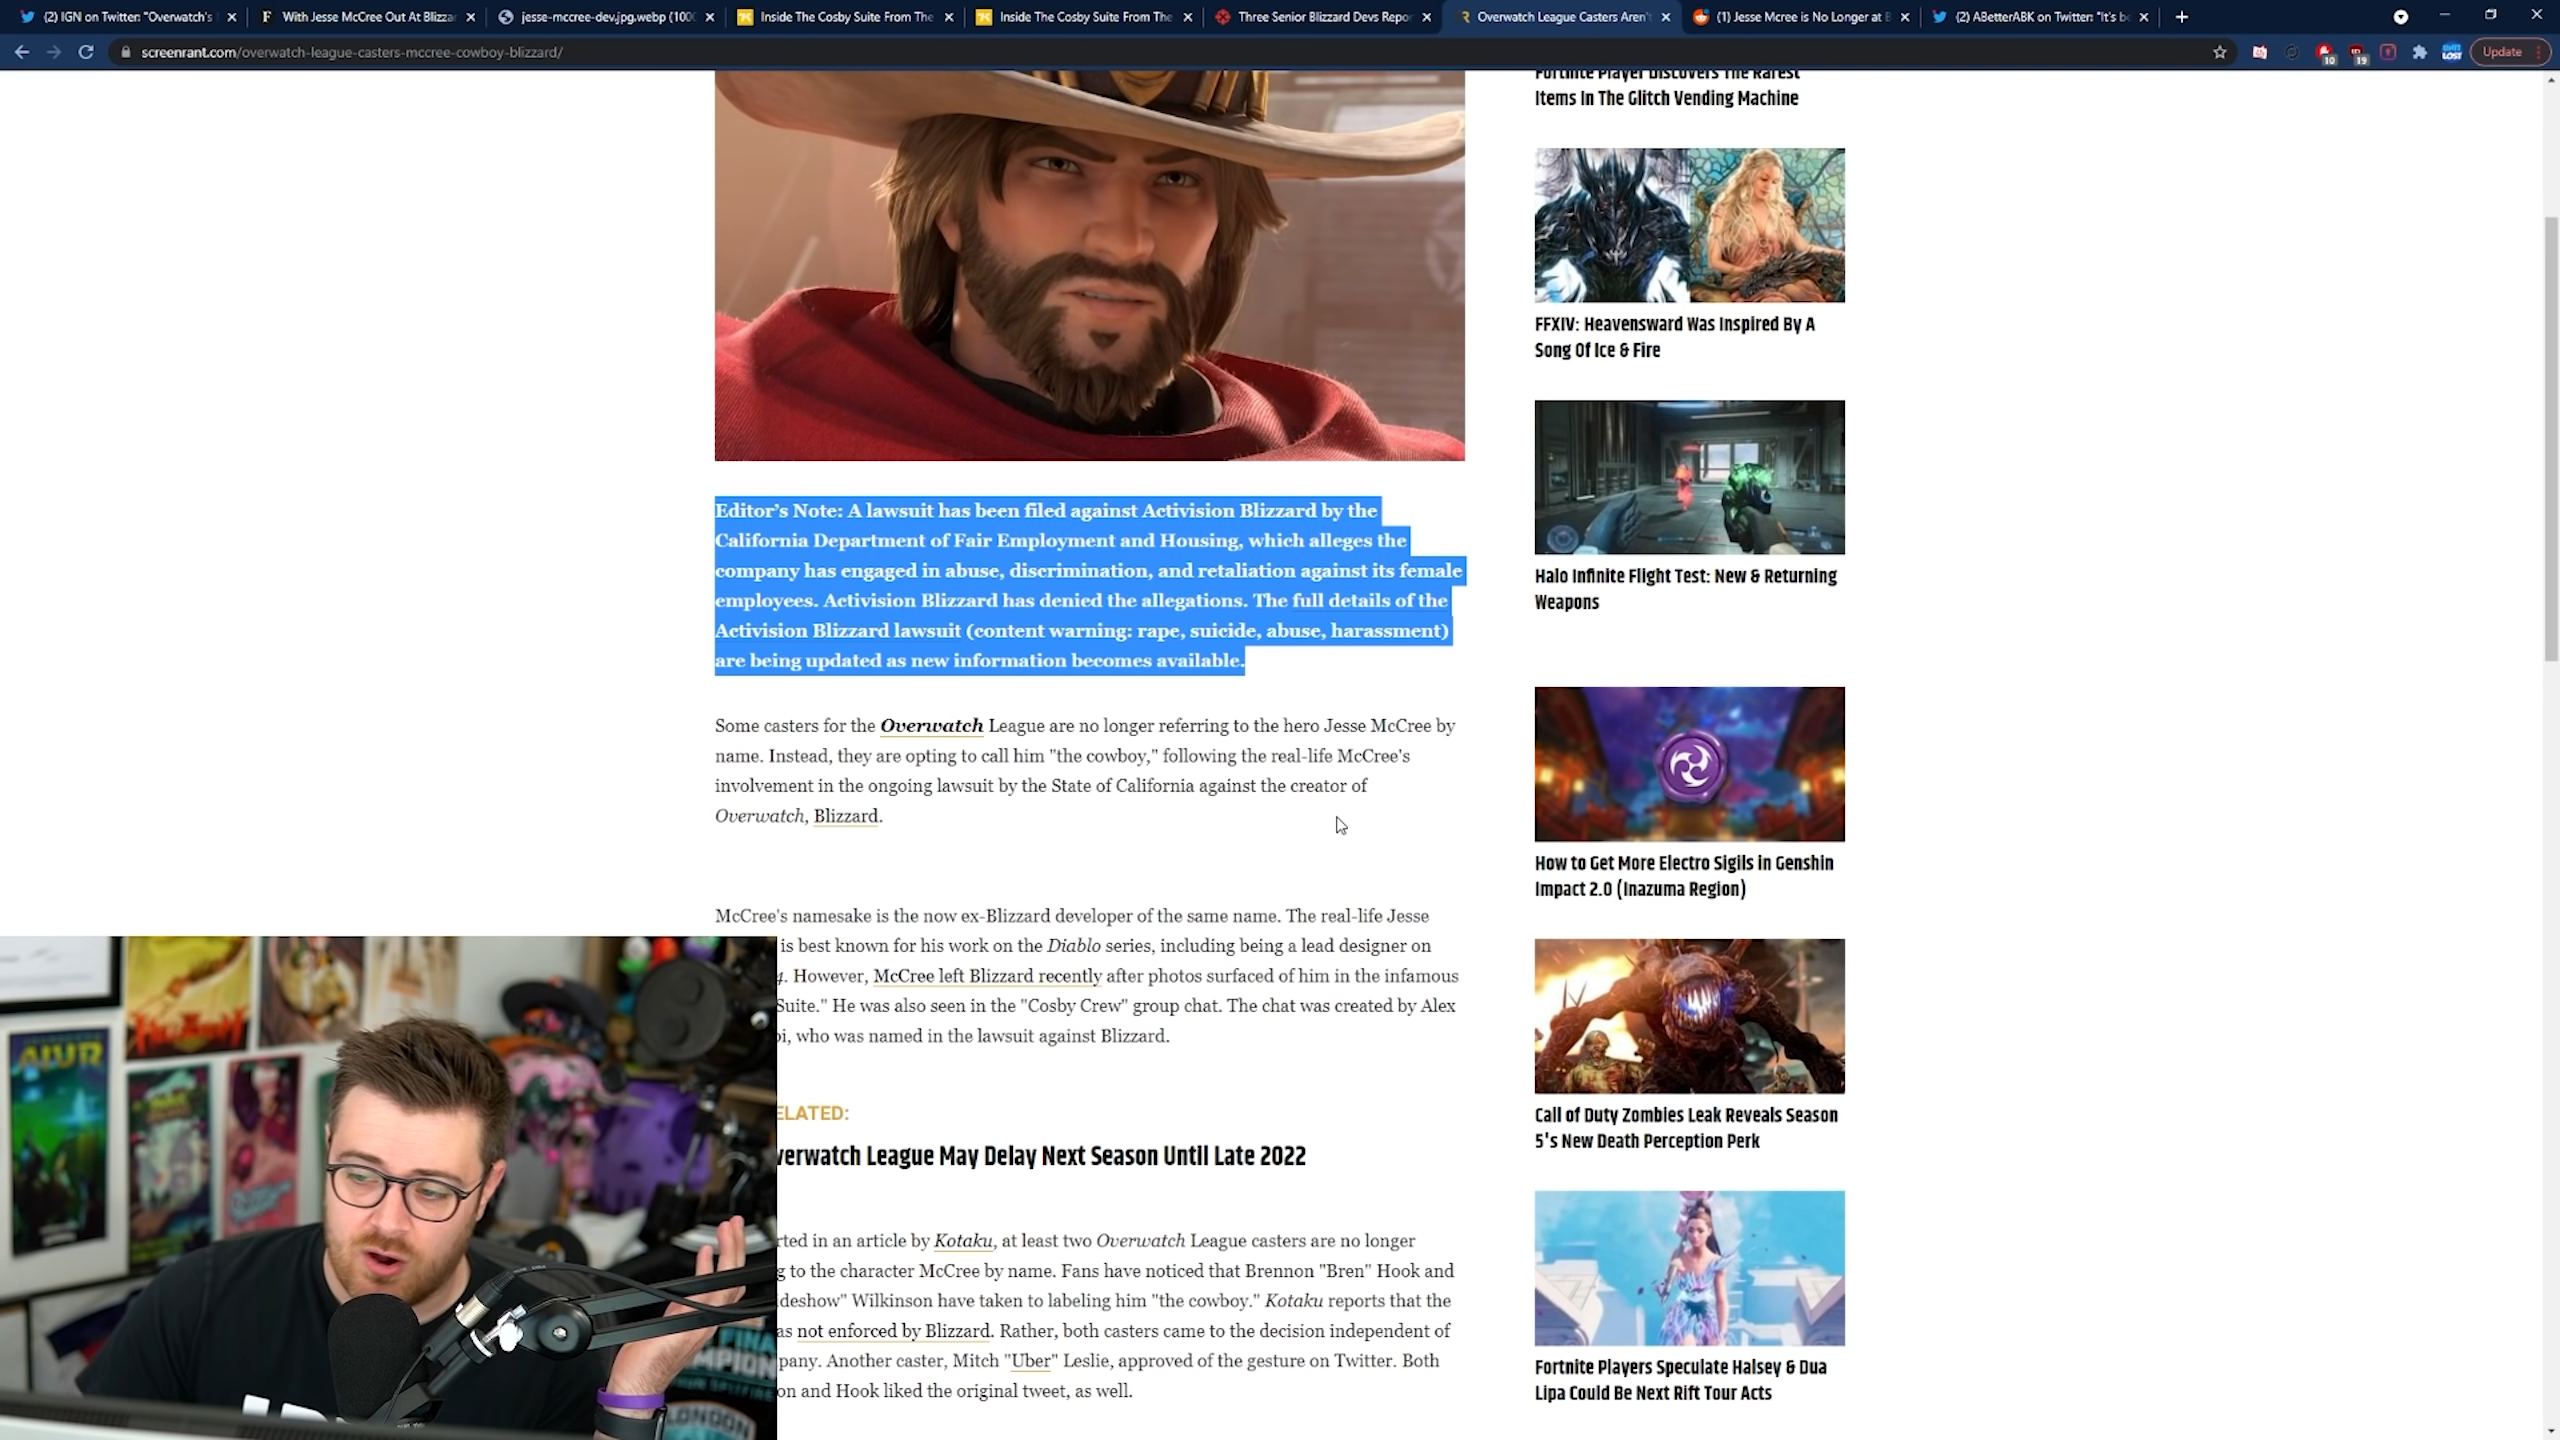 (2) IGN on Twitter: "Overwatch's
With Jesse McCree Out At Blizza
jesse-mccree-dev.jpg.webp (100
Inside The Cosby Suite From The
Inside The Cosby Suite From The
Three Senior Blizzard Devs Repo
Overwatch League Casters Aren'
(1) Jesse Mcree is No Longer at B
(2) ABetterABK on Twitter: "It's b
screenrant.com/overwatch-league-casters-mccree-cowboy-blizzard/
10
19
LOST
Update
Fortnite Player Discovers The Rarest
Items In The Glitch Vending Machine
FFXIV: Heavensward Was Inspired By A
Song Of Ice & Fire
Halo Infinite Flight Test: New & Returning
Weapons
How to Get More Electro Sigils in Genshin
Impact 2.0 (Inazuma Region)
Call of Duty Zombies Leak Reveals Season
5's New Death Perception Perk
Fortnite Players Speculate Halsey & Dua
Lipa Could Be Next Rift Tour Acts
Editor's Note: A lawsuit has been filed against Activision Blizzard by the
California Department of Fair Employment and Housing, which alleges the
company has engaged in abuse, discrimination, and retaliation against its female
employees. Activision Blizzard has denied the allegations. The full details of the
Activision Blizzard lawsuit (content warning: rape, suicide, abuse, harassment)
are being updated as new information becomes available.
Some casters for the Overwatch League are no longer referring to the hero Jesse McCree by
name. Instead, they are opting to call him "the cowboy," following the real-life McCree's
involvement in the ongoing lawsuit by the State of California against the creator of
Overwatch, Blizzard.
McCree's namesake is the now ex-Blizzard developer of the same name. The real-life Jesse
is best known for his work on the Diablo series, including being a lead designer on
4. However, McCree left Blizzard recently after photos surfaced of him in the infamous
Suite." He was also seen in the "Cosby Crew" group chat. The chat was created by Alex
bi, who was named in the lawsuit against Blizzard.
ELATED:
verwatch League May Delay Next Season Until Late 2022
rted in an article by Kotaku, at least two Overwatch League casters are no longer
g to the character McCree by name. Fans have noticed that Brennon "Bren" Hook and
deshow" Wilkinson have taken to labeling him "the cowboy." Kotaku reports that the
as not enforced by Blizzard. Rather, both casters came to the decision independent of
pany. Another caster, Mitch "Uber" Leslie, approved of the gesture on Twitter. Both
on and Hook liked the original tweet, as well.
AIUR
LONDON